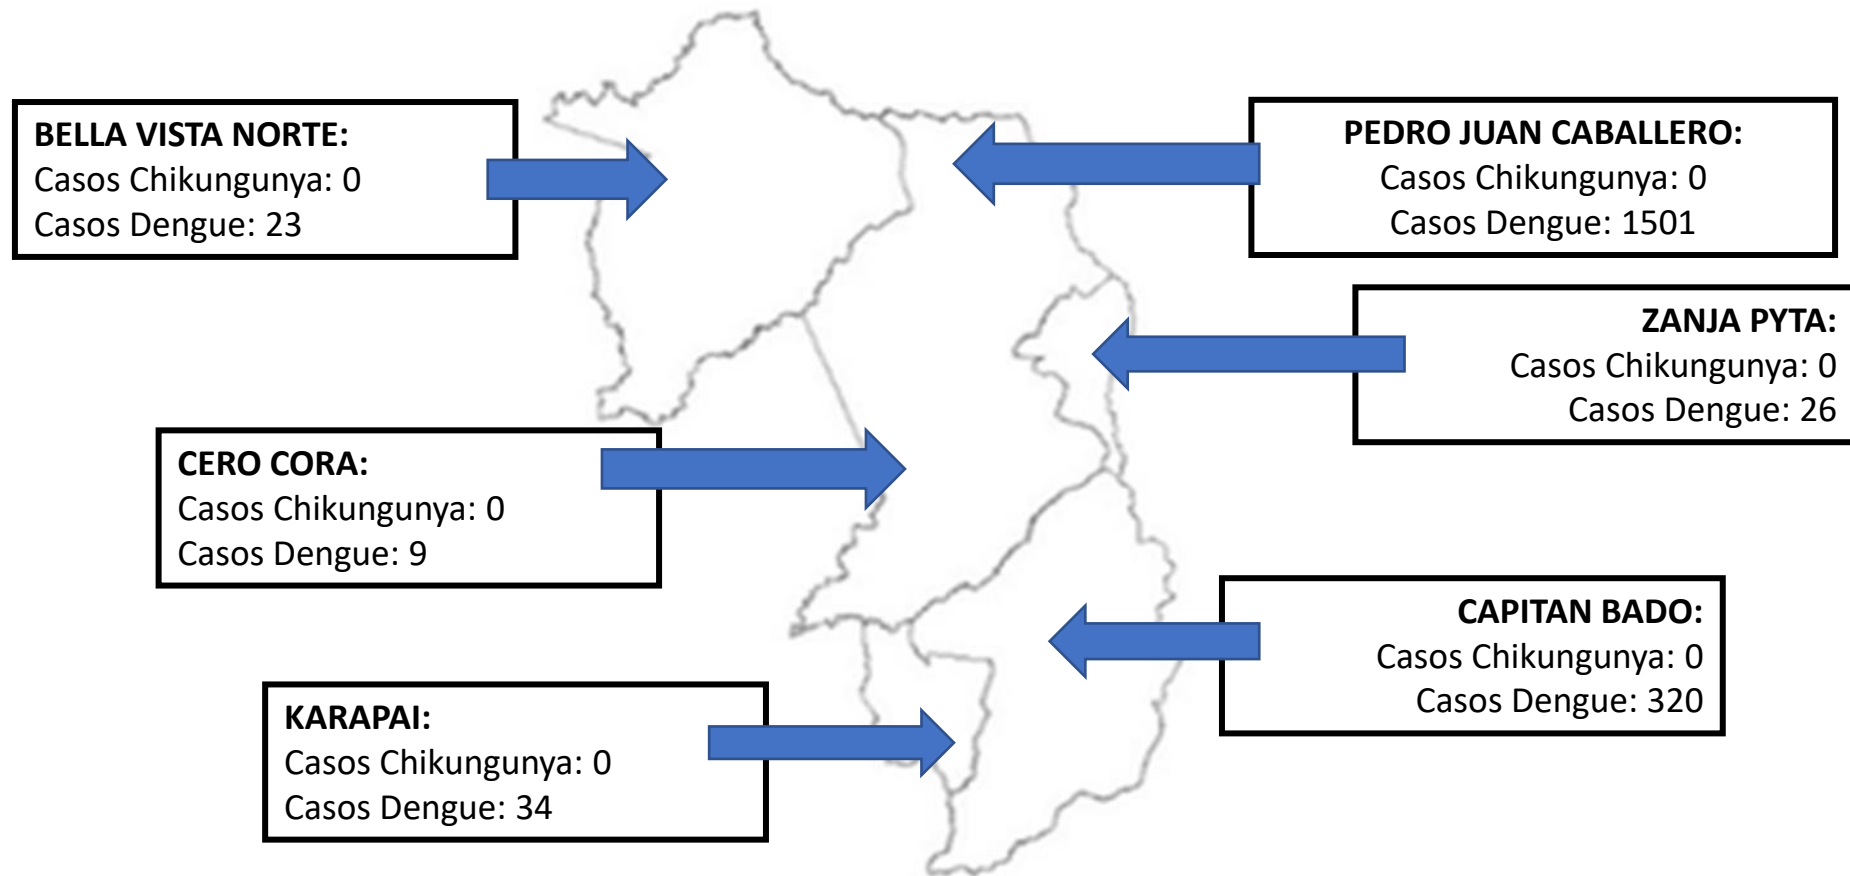 BELLA VISTA NORTE:
Casos Chikungunya: 0
Casos Dengue: 23
PEDRO JUAN CABALLERO:
Casos Chikungunya: 0
Casos Dengue: 1501
ZANJA PYTA:
Casos Chikungunya: 0
Casos Dengue: 26
CERO CORA:
Casos Chikungunya: 0
Casos Dengue: 9
CAPITAN BADO:
Casos Chikungunya: 0
Casos Dengue: 320
KARAPAI:
Casos Chikungunya: 0
Casos Dengue: 34